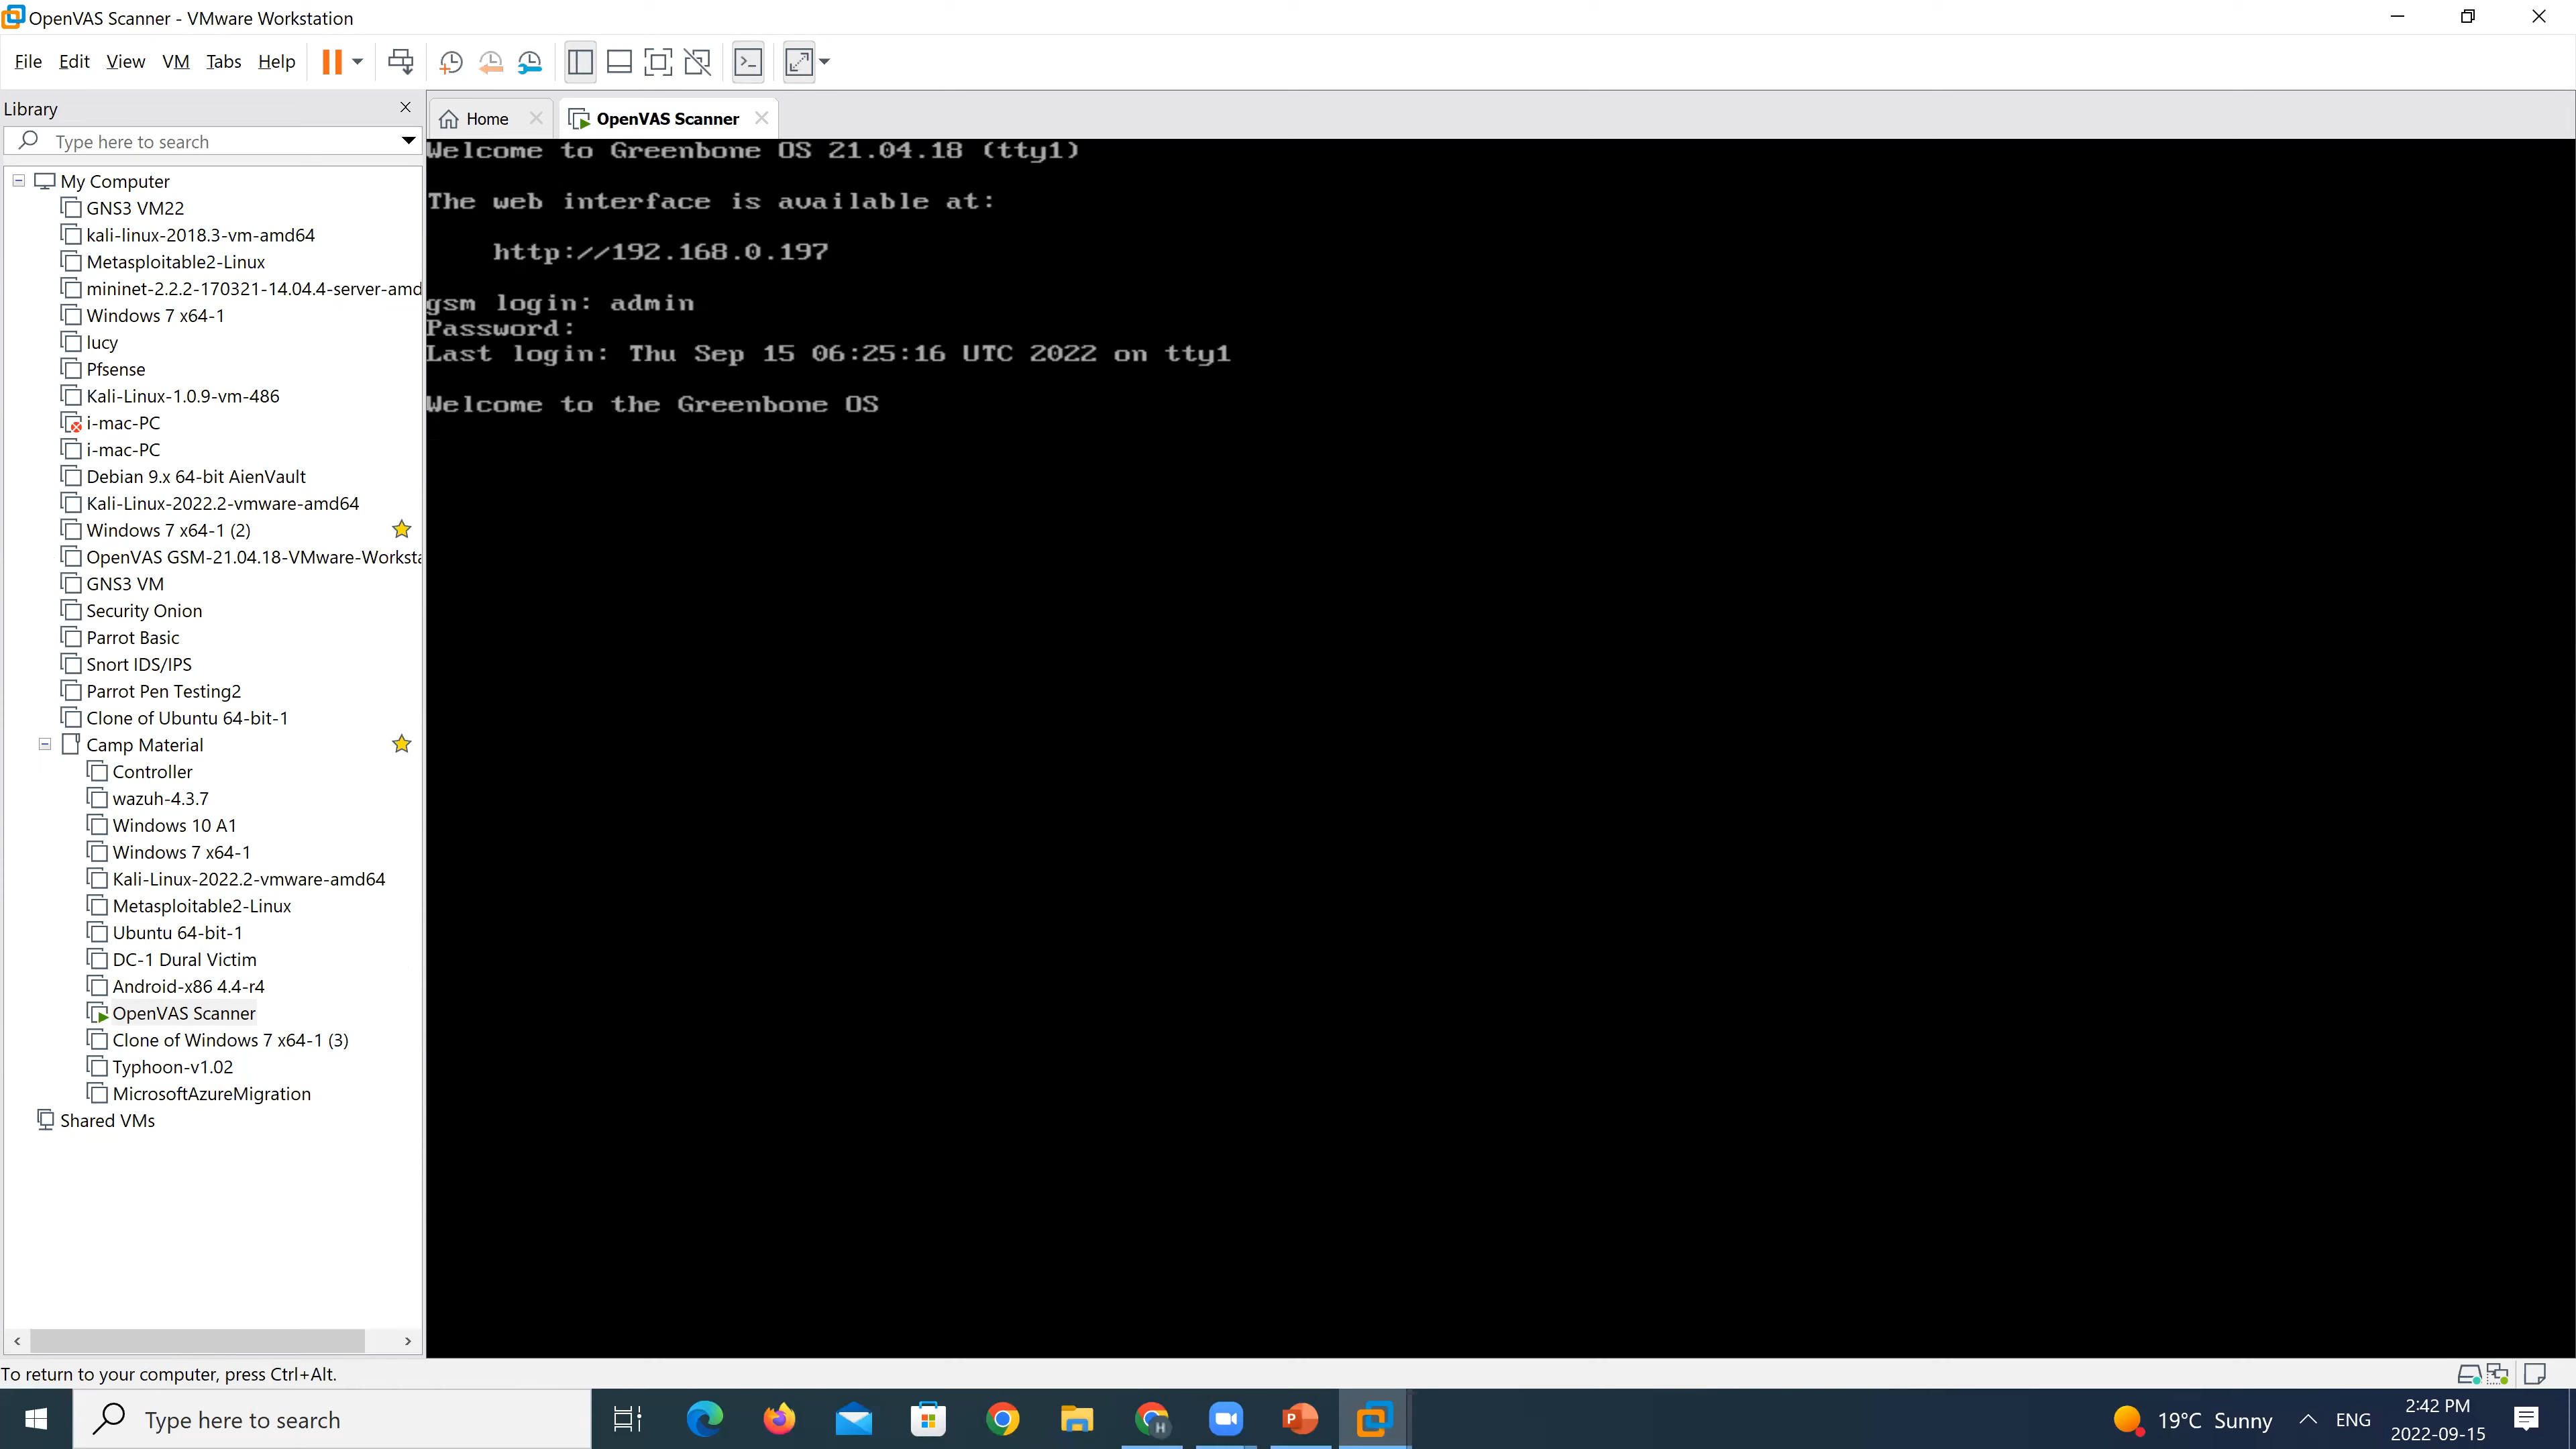 OpenVAS Scanner - VMware Workstation
File Edit View VM Tabs Help
Library
Type here to search
Home
OpenVAS Scanner
My Computer
GNS3 VM22
kali-linux-2018.3-vm-amd64
Metasploitable2-Linux
mininet-2.2.2-170321-14.04.4-server-amd
Windows 7 x64-1
lucy
Pfsense
Kali-Linux-1.0.9-vm-486
i-mac-PC
i-mac-PC
Debian 9.x 64-bit AienVault
Kali-Linux-2022.2-vmware-amd64
Windows 7 x64-1 (2)
OpenVAS GSM-21.04.18-VMware-Workst
GNS3 VM
Security Onion
Parrot Basic
Snort IDS/IPS
Parrot Pen Testing2
Clone of Ubuntu 64-bit-1
Camp Material
Controller
wazuh-4.3.7
Windows 10 A1
Windows 7 x64-1
Kali-Linux-2022.2-vmware-amd64
Metasploitable2-Linux
Ubuntu 64-bit-1
DC-1 Dural Victim
Android-x86 4.4-r4
OpenVAS Scanner
Clone of Windows 7 x64-1 (3)
Typhoon-v1.02
MicrosoftAzureMigration
Shared VMs
Welcome to Greenbone OS 21.04.18 (tty1)
The web interface is available at:
http://192.168.0.197
gsm login: admin
Password:
Last login: Thu Sep 15 06:25:16 UTC 2022 on tty1
Welcome to the Greenbone OS
To return to your computer, press Ctrl+Alt.
Type here to search
19°C Sunny
ENG
2:42 PM
2022-09-15